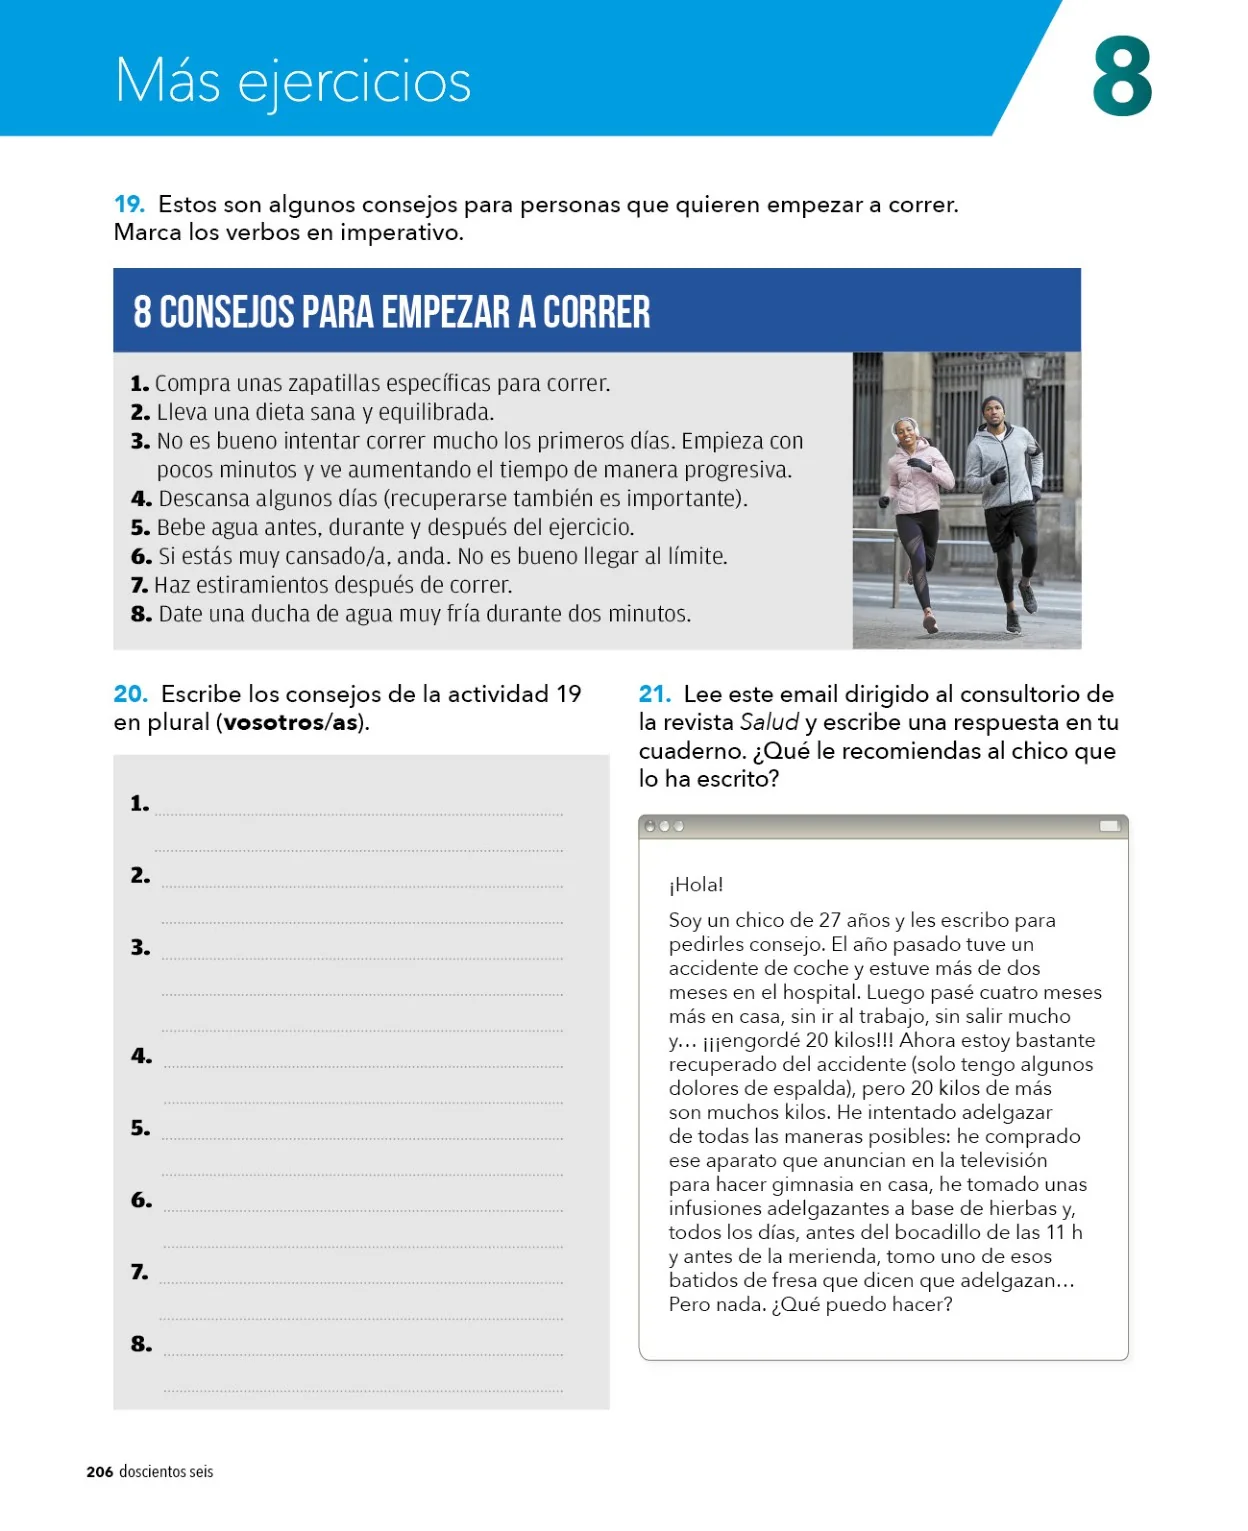 Más ejercicios
8
19. Estos son algunos consejos para personas que quieren empezar a correr.
Marca los verbos en imperativo.
8 CONSEJOS PARA EMPEZAR A CORRER
1. Compra unas zapatillas específicas para correr.
2. Lleva una dieta sana y equilibrada.
3. No es bueno intentar correr mucho los primeros días. Empieza con
pocos minutos y ve aumentando el tiempo de manera progresiva.
4. Descansa algunos días (recuperarse también es importante).
5. Bebe agua antes, durante y después del ejercicio.
6. Si estás muy cansado/a, anda. No es bueno llegar al límite.
7. Haz estiramientos después de correr.
8. Date una ducha de agua muy fría durante dos minutos.
20. Escribe los consejos de la actividad 19
en plural (vosotros/as).
1.
2.
3.
4.
5.
6.
7.
8.
21. Lee este email dirigido al consultorio de
la revista Salud y escribe una respuesta en tu
cuaderno. ¿Qué le recomiendas al chico que
lo ha escrito?
¡Hola!
Soy un chico de 27 años y les escribo para
pedirles consejo. El año pasado tuve un
accidente de coche y estuve más de dos
meses en el hospital. Luego pasé cuatro meses
más en casa, sin ir al trabajo, sin salir mucho
y... ¡¡¡engordé 20 kilos!!! Ahora estoy bastante
recuperado del accidente (solo tengo algunos
dolores de espalda), pero 20 kilos de más
son muchos kilos. He intentado adelgazar
de todas las maneras posibles: he comprado
ese aparato que anuncian en la televisión
para hacer gimnasia en casa, he tomado unas
infusiones adelgazantes a base de hierbas y,
todos los días, antes del bocadillo de las 11 h
y antes de la merienda, tomo uno de esos
batidos de fresa que dicen que adelgazan...
Pero nada. ¿Qué puedo hacer?
206 doscientos seis